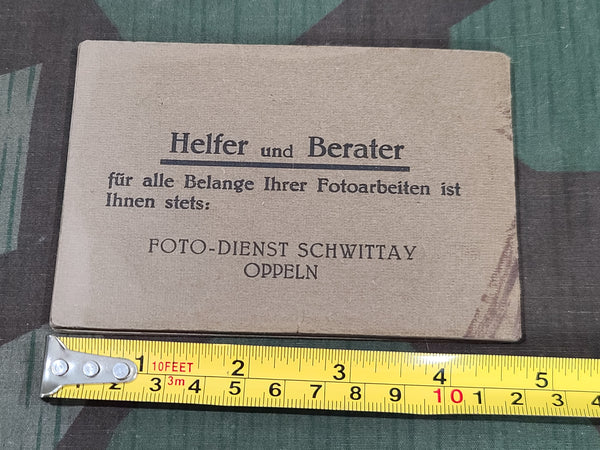 Helfer und Berater
für alle Belange Ihrer Fotoarbeiten ist
Ihnen stets:
FOTO-DIENST SCHWITTAY
OPPELN
1 10FEET 2 3 4 5
1 2 3m 3 4 5 6 7 8 9 10 1 2 3 4